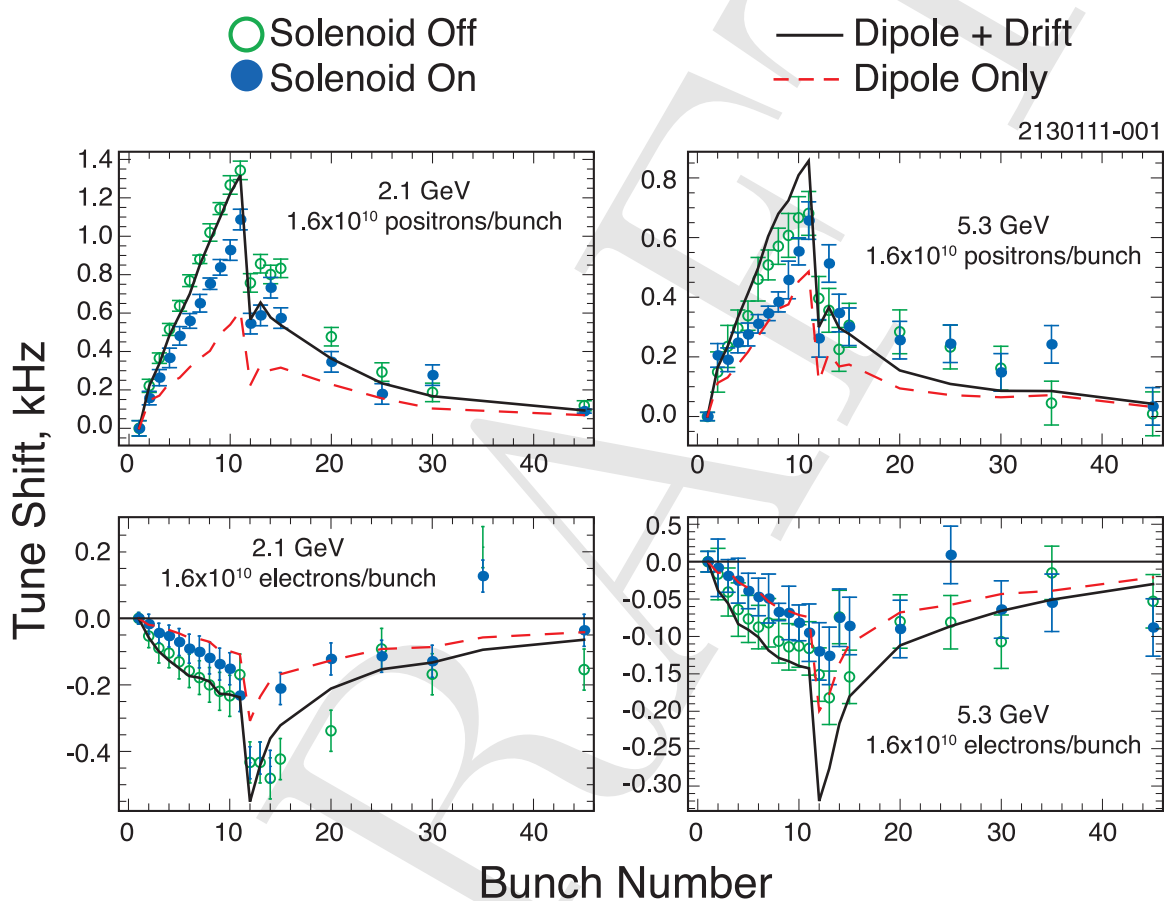 Solenoid Off
Solenoid On
Dipole + Drift
Dipole Only
2130111-001
Tune Shift, kHz
1.4
1.2
1.0
0.8
0.6
0.4
0.2
0.0
0 10 20 30 40
2.1 GeV
1.6x10¹⁰ positrons/bunch
0.8
0.6
0.4
0.2
0.0
0 10 20 30 40
5.3 GeV
1.6x10¹⁰ positrons/bunch
0.2
0.0
-0.2
-0.4
0 10 20 30 40
2.1 GeV
1.6x10¹⁰ electrons/bunch
0.5
0.0
-0.05
-0.10
-0.15
-0.20
-0.25
-0.30
0 10 20 30 40
5.3 GeV
1.6x10¹⁰ electrons/bunch
Bunch Number